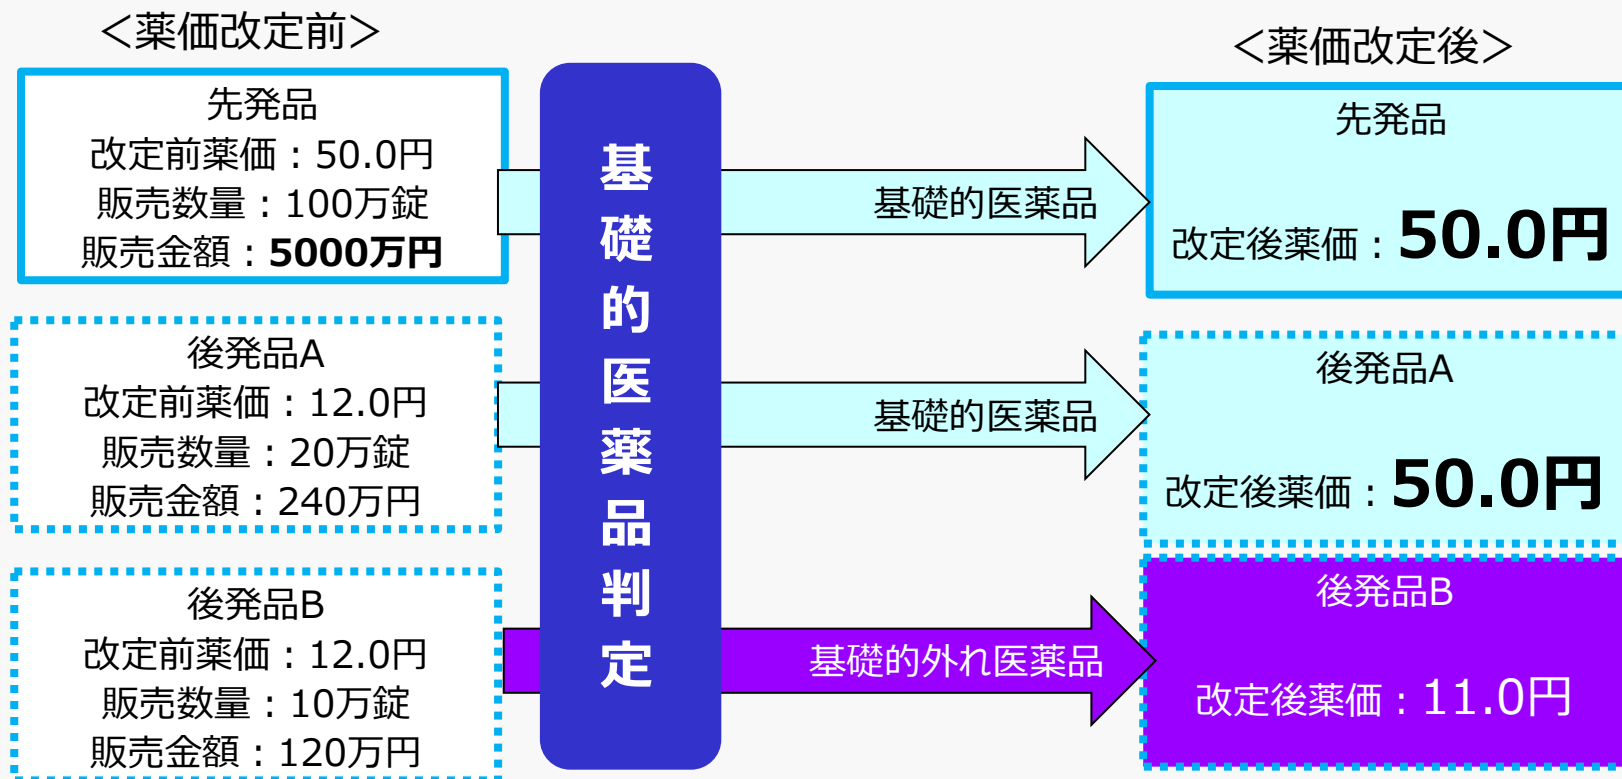 ＜薬価改定前＞
先発品
改定前薬価：50.0円
販売数量：100万錠
販売金額：5000万円
後発品A
改定前薬価：12.0円
販売数量：20万錠
販売金額：240万円
後発品B
改定前薬価：12.0円
販売数量：10万錠
販売金額：120万円
基礎的医薬品判定
基礎的医薬品
基礎的医薬品
基礎的外れ医薬品
＜薬価改定後＞
先発品
改定後薬価：50.0円
後発品A
改定後薬価：50.0円
後発品B
改定後薬価：11.0円